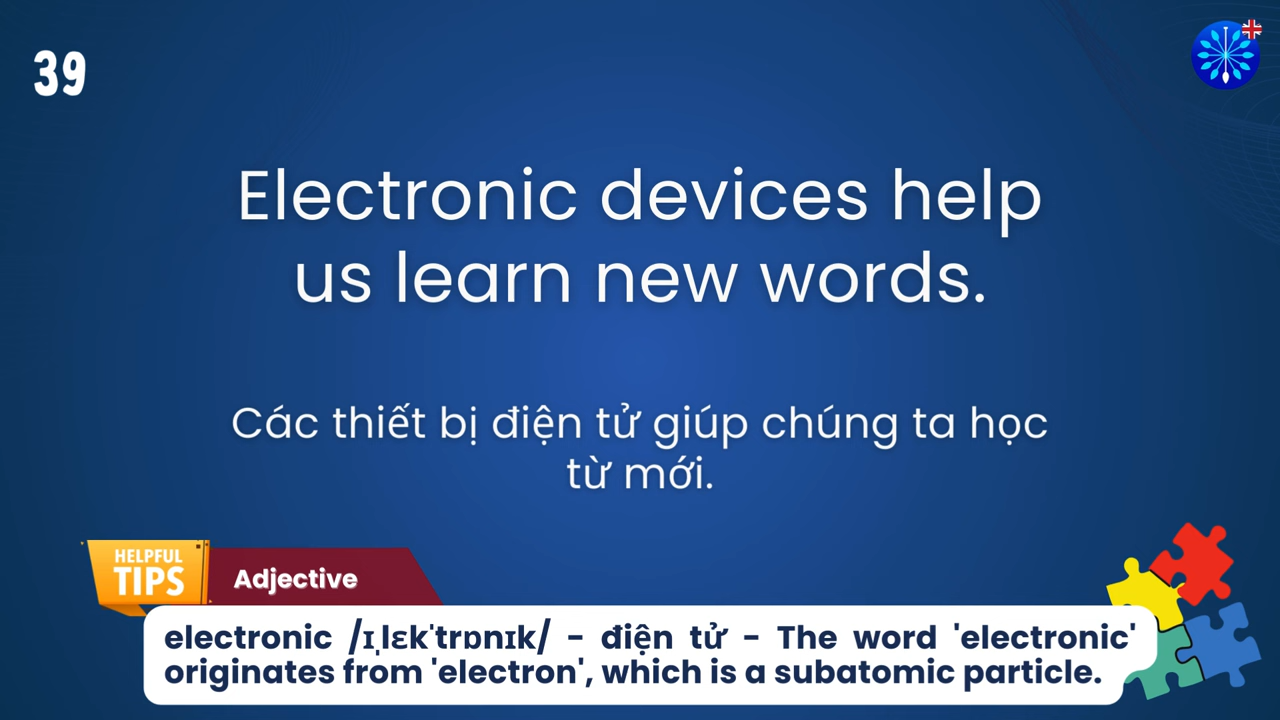 39
Electronic devices help
us learn new words.
Các thiết bị điện tử giúp chúng ta học
từ mới.
HELPFUL
TIPS
Adjective
electronic /ɪˌlɛkˈtrɒnɪk/ - điện tử - The word 'electronic'
originates from 'electron', which is a subatomic particle.